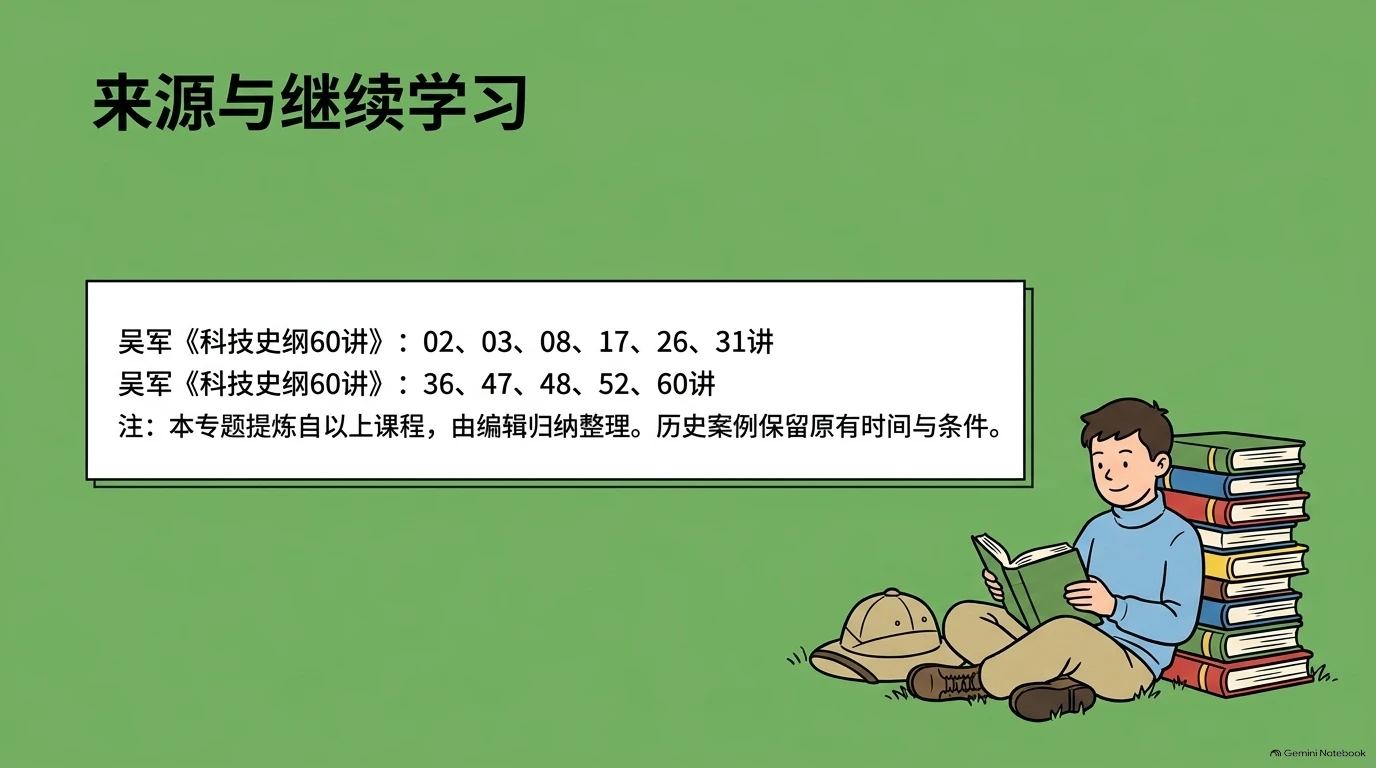 来源与继续学习
吴军《科技史纲60讲》：02、03、08、17、26、31讲
吴军《科技史纲60讲》：36、47、48、52、60讲
注：本专题提炼自以上课程，由编辑归纳整理。历史案例保留原有时间与条件。
Gemini Notebook